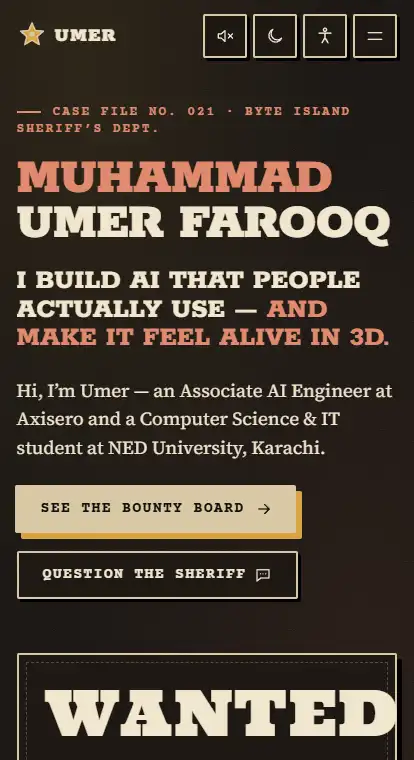 UMER
CASE FILE NO. 021 · BYTE ISLAND
SHERIFF'S DEPT.
MUHAMMAD
UMER FAROOQ
I BUILD AI THAT PEOPLE
ACTUALLY USE — AND
MAKE IT FEEL ALIVE IN 3D.
Hi, I'm Umer — an Associate AI Engineer at
Axisero and a Computer Science & IT
student at NED University, Karachi.
SEE THE BOUNTY BOARD →
QUESTION THE SHERIFF
WANTED